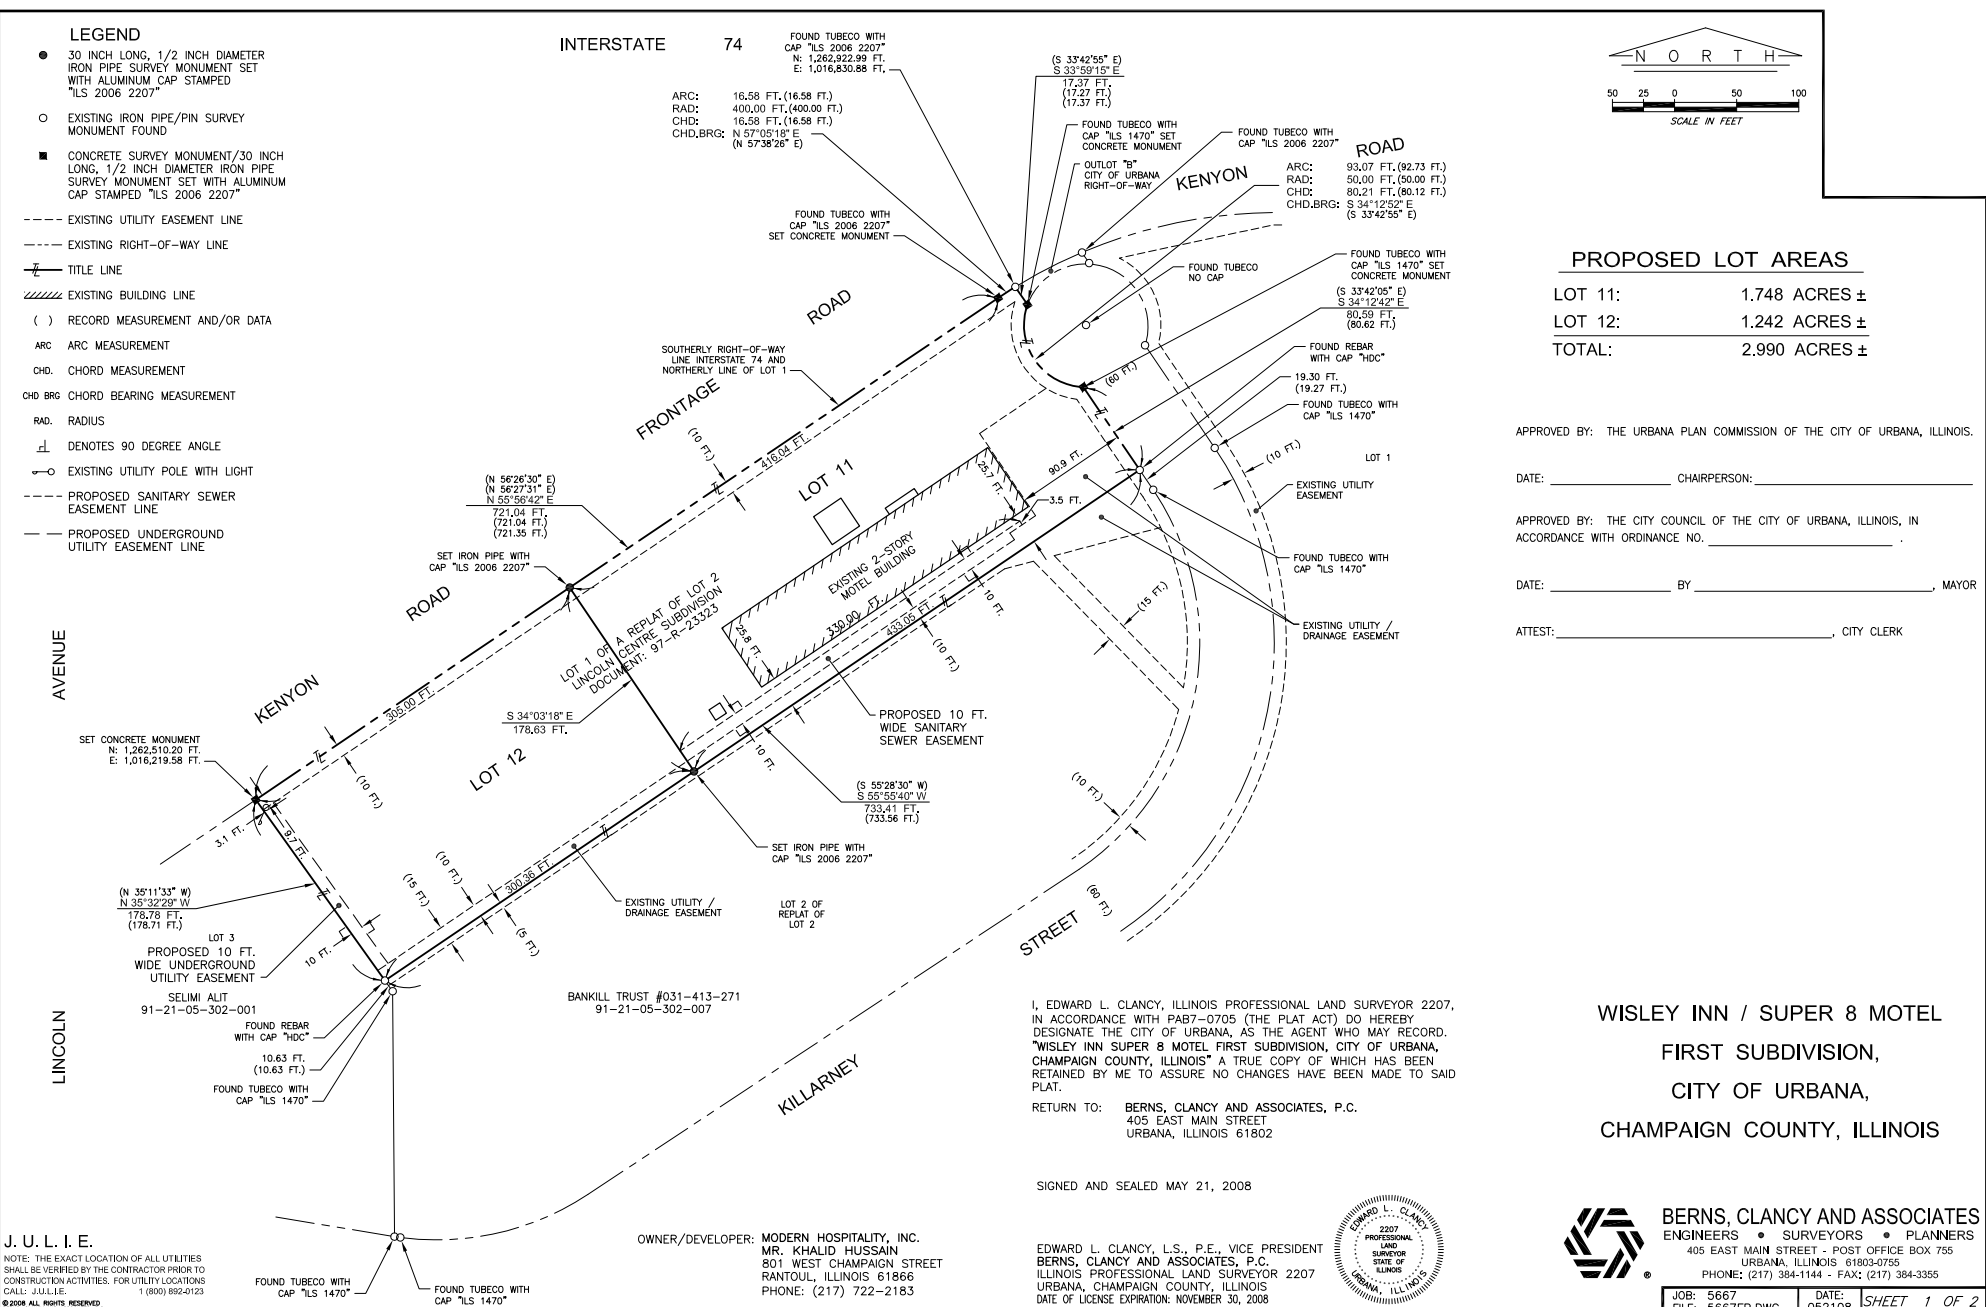 LEGEND
30 INCH LONG, 1/2 INCH DIAMETER
IRON PIPE SURVEY MONUMENT SET
WITH ALUMINUM CAP STAMPED
"ILS 2006 2207"
EXISTING IRON PIPE/PIN SURVEY
MONUMENT FOUND
CONCRETE SURVEY MONUMENT/30 INCH
LONG, 1/2 INCH DIAMETER IRON PIPE
SURVEY MONUMENT SET WITH ALUMINUM
CAP STAMPED "ILS 2006 2207"
EXISTING UTILITY EASEMENT LINE
EXISTING RIGHT-OF-WAY LINE
TITLE LINE
EXISTING BUILDING LINE
( ) RECORD MEASUREMENT AND/OR DATA
ARC ARC MEASUREMENT
CHD. CHORD MEASUREMENT
CHD BRG CHORD BEARING MEASUREMENT
RAD. RADIUS
DENOTES 90 DEGREE ANGLE
EXISTING UTILITY POLE WITH LIGHT
PROPOSED SANITARY SEWER
EASEMENT LINE
PROPOSED UNDERGROUND
UTILITY EASEMENT LINE
INTERSTATE 74
FOUND TUBECO WITH
CAP "ILS 2006 2207"
N: 1,262,922.99 FT.
E: 1,016,830.88 FT.
ARC: 16.58 FT. (16.58 FT.)
RAD: 400.00 FT. (400.00 FT.)
CHD: 16.58 FT. (16.58 FT.)
CHD.BRG: N 57°05'18" E
(N 57°38'26" E)
(S 33°42'55" E)
S 33°59'15" E
17.37 FT.
(17.27 FT.)
(17.37 FT.)
FOUND TUBECO WITH
CAP "ILS 1470" SET
CONCRETE MONUMENT
OUTLOT "B"
CITY OF URBANA
RIGHT-OF-WAY
FOUND TUBECO WITH
CAP "ILS 2006 2207"
KENYON ROAD
ARC: 93.07 FT. (92.73 FT.)
RAD: 50.00 FT. (50.00 FT.)
CHD: 80.21 FT. (80.12 FT.)
CHD.BRG: S 34°12'52" E
(S 33°42'55" E)
FOUND TUBECO WITH
CAP "ILS 2006 2207"
SET CONCRETE MONUMENT
FOUND TUBECO
NO CAP
FOUND TUBECO WITH
CAP "ILS 1470" SET
CONCRETE MONUMENT
(S 33°42'05" E)
S 34°12'42" E
80.59 FT.
(80.62 FT.)
FOUND REBAR
WITH CAP "HDC"
19.30 FT.
(19.27 FT.)
FOUND TUBECO WITH
CAP "ILS 1470"
(10 FT.)
LOT 1
EXISTING UTILITY
EASEMENT
FOUND TUBECO WITH
CAP "ILS 1470"
(15 FT.)
EXISTING UTILITY /
DRAINAGE EASEMENT
ROAD
SOUTHERLY RIGHT-OF-WAY
LINE INTERSTATE 74 AND
NORTHERLY LINE OF LOT 1
FRONTAGE
(10 FT.)
416.04 FT.
LOT 11
(60 FT.)
90.9 FT.
25.7 FT.
3.5 FT.
EXISTING 2-STORY
MOTEL BUILDING
330.00 FT.
433.05 FT.
25.8 FT.
10 FT.
(10 FT.)
(N 56°26'30" E)
(N 56°27'31" E)
N 55°56'42" E
721.04 FT.
(721.04 FT.)
(721.35 FT.)
SET IRON PIPE WITH
CAP "ILS 2006 2207"
ROAD
LOT 1 OF A REPLAT OF LOT 2
LINCOLN CENTRE SUBDIVISION
DOCUMENT: 97-R-23323
S 34°03'18" E
178.63 FT.
KENYON
305.00 FT.
LOT 12
PROPOSED 10 FT.
WIDE SANITARY
SEWER EASEMENT
10 FT.
(S 55°28'30" W)
S 55°55'40" W
733.41 FT.
(733.56 FT.)
SET IRON PIPE WITH
CAP "ILS 2006 2207"
AVENUE
SET CONCRETE MONUMENT
N: 1,262,510.20 FT.
E: 1,016,219.58 FT.
(10 FT.)
3.1 FT.
9.7 FT.
(N 35°11'33" W)
N 35°32'29" W
178.78 FT.
(178.71 FT.)
LOT 3
PROPOSED 10 FT.
WIDE UNDERGROUND
UTILITY EASEMENT
10 FT.
(15 FT.)
(10 FT.)
300.36 FT.
(5 FT.)
EXISTING UTILITY /
DRAINAGE EASEMENT
LOT 2 OF
REPLAT OF
LOT 2
(10 FT.)
(60 FT.)
STREET
SELIMI ALIT
91-21-05-302-001
BANKILL TRUST #031-413-271
91-21-05-302-007
LINCOLN
FOUND REBAR
WITH CAP "HDC"
10.63 FT.
(10.63 FT.)
FOUND TUBECO WITH
CAP "ILS 1470"
KILLARNEY
FOUND TUBECO WITH
CAP "ILS 1470"
FOUND TUBECO WITH
CAP "ILS 1470"
J. U. L. I. E.
NOTE: THE EXACT LOCATION OF ALL UTILITIES
SHALL BE VERIFIED BY THE CONTRACTOR PRIOR TO
CONSTRUCTION ACTIVITIES. FOR UTILITY LOCATIONS
CALL: J.U.L.I.E. 1 (800) 892-0123
©2008 ALL RIGHTS RESERVED
OWNER/DEVELOPER: MODERN HOSPITALITY, INC.
MR. KHALID HUSSAIN
801 WEST CHAMPAIGN STREET
RANTOUL, ILLINOIS 61866
PHONE: (217) 722-2183
I, EDWARD L. CLANCY, ILLINOIS PROFESSIONAL LAND SURVEYOR 2207,
IN ACCORDANCE WITH PA87-0705 (THE PLAT ACT) DO HEREBY
DESIGNATE THE CITY OF URBANA, AS THE AGENT WHO MAY RECORD.
"WISLEY INN SUPER 8 MOTEL FIRST SUBDIVISION, CITY OF URBANA,
CHAMPAIGN COUNTY, ILLINOIS" A TRUE COPY OF WHICH HAS BEEN
RETAINED BY ME TO ASSURE NO CHANGES HAVE BEEN MADE TO SAID
PLAT.
RETURN TO: BERNS, CLANCY AND ASSOCIATES, P.C.
405 EAST MAIN STREET
URBANA, ILLINOIS 61802
SIGNED AND SEALED MAY 21, 2008
EDWARD L. CLANCY, L.S., P.E., VICE PRESIDENT
BERNS, CLANCY AND ASSOCIATES, P.C.
ILLINOIS PROFESSIONAL LAND SURVEYOR 2207
URBANA, CHAMPAIGN COUNTY, ILLINOIS
DATE OF LICENSE EXPIRATION: NOVEMBER 30, 2008
EDWARD L. CLANCY
2207
PROFESSIONAL
LAND
SURVEYOR
STATE OF
ILLINOIS
URBANA, ILLINOIS
NORTH
50 25 0 50 100
SCALE IN FEET
PROPOSED LOT AREAS
LOT 11: 1.748 ACRES ±
LOT 12: 1.242 ACRES ±
TOTAL: 2.990 ACRES ±
APPROVED BY: THE URBANA PLAN COMMISSION OF THE CITY OF URBANA, ILLINOIS.
DATE: CHAIRPERSON:
APPROVED BY: THE CITY COUNCIL OF THE CITY OF URBANA, ILLINOIS, IN
ACCORDANCE WITH ORDINANCE NO. .
DATE: BY , MAYOR
ATTEST: , CITY CLERK
WISLEY INN / SUPER 8 MOTEL
FIRST SUBDIVISION,
CITY OF URBANA,
CHAMPAIGN COUNTY, ILLINOIS
BERNS, CLANCY AND ASSOCIATES
ENGINEERS • SURVEYORS • PLANNERS
405 EAST MAIN STREET - POST OFFICE BOX 755
URBANA, ILLINOIS 61803-0755
PHONE: (217) 384-1144 - FAX: (217) 384-3355
JOB: 5667
FILE: 5667FP.DWG
DATE:
052108
SHEET 1 OF 2